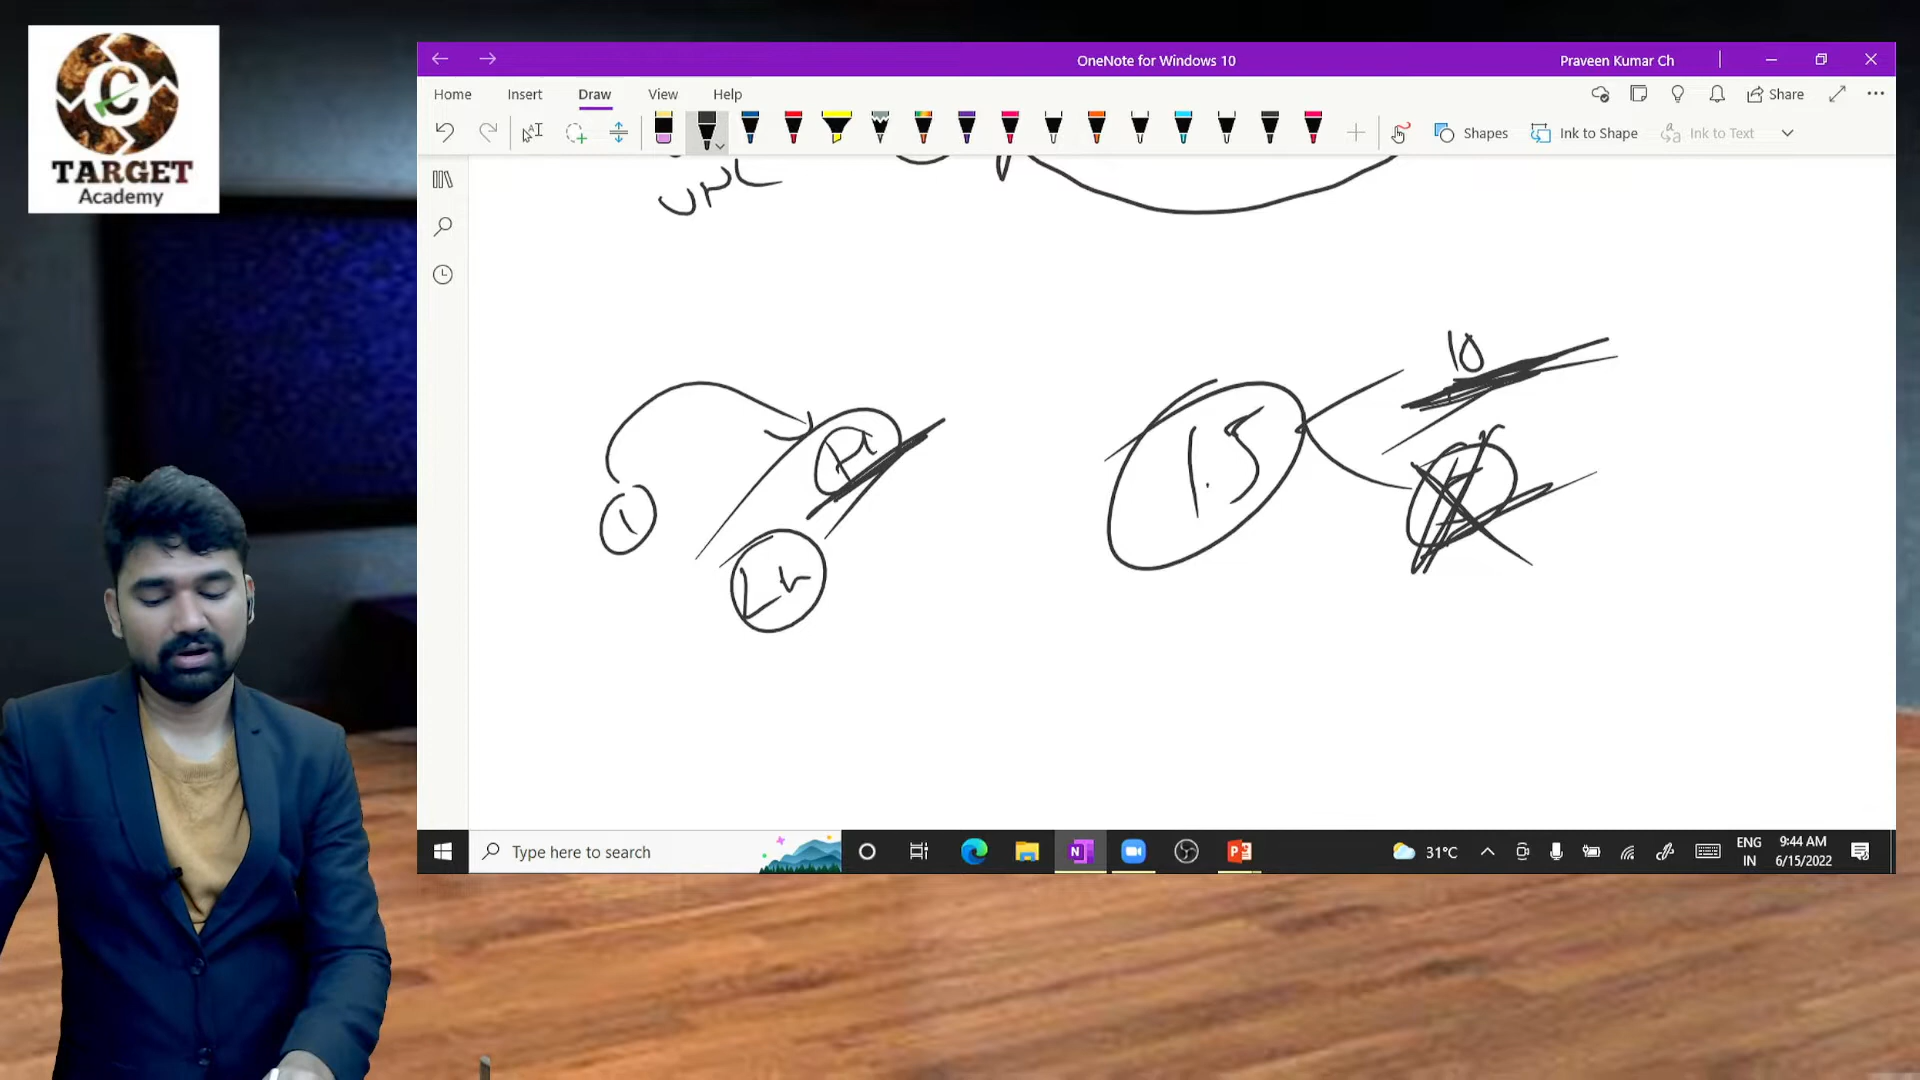 TARGET
Academy
OneNote for Windows 10
Praveen Kumar Ch
Home Insert Draw View Help
Share
Shapes
Ink to Shape
Ink to Text
10
15
1
Type here to search
31°C
ENG
IN
9:44 AM
6/15/2022